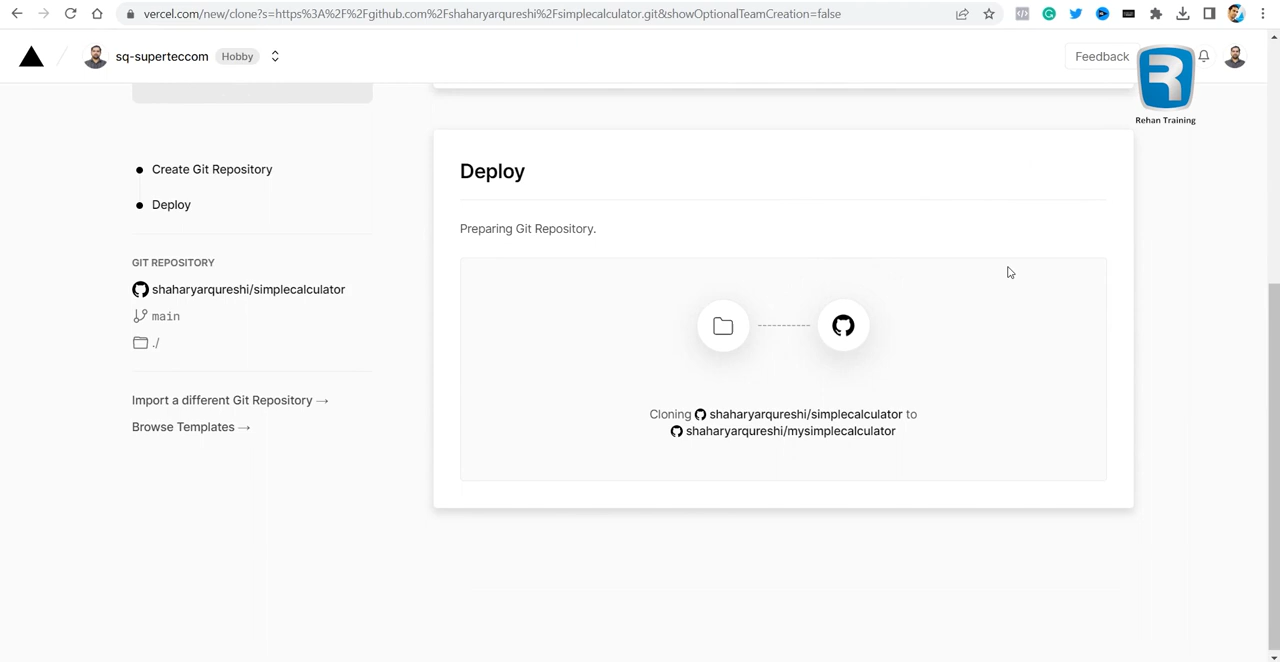 vercel.com/new/clone?s=https%3A%2F%2Fgithub.com%2Fshaharyarqureshi%2Fsimplecalculator.git&showOptionalTeamCreation=false
sq-superteccom Hobby
Feedback
Rehan Training
Create Git Repository
Deploy
GIT REPOSITORY
shaharyarqureshi/simplecalculator
main
./
Import a different Git Repository →
Browse Templates →
Deploy
Preparing Git Repository.
Cloning shaharyarqureshi/simplecalculator to
shaharyarqureshi/mysimplecalculator